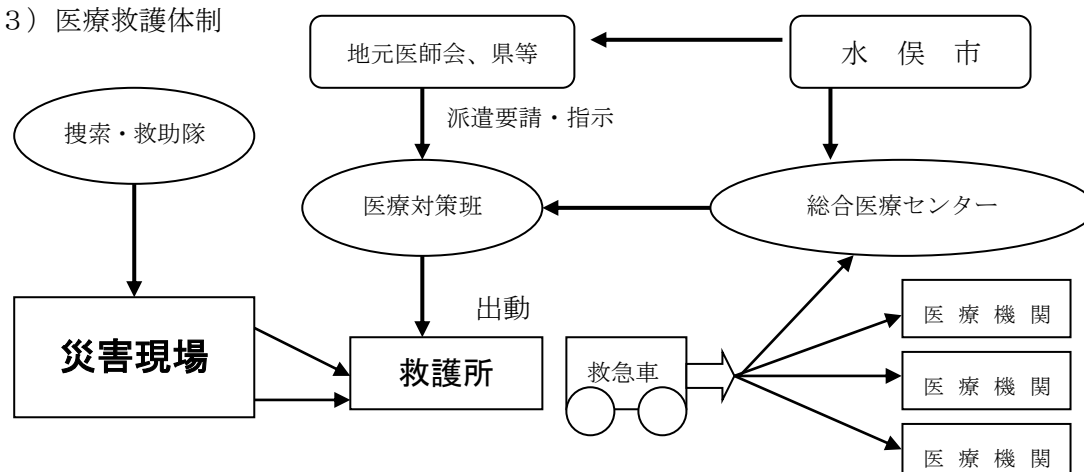 ３）医療救護体制
地元医師会、県等
水　俣　市
派遣要請・指示
捜索・救助隊
医療対策班
総合医療センター
出動
災害現場
救護所
救急車
医 療 機 関
医 療 機 関
医 療 機 関